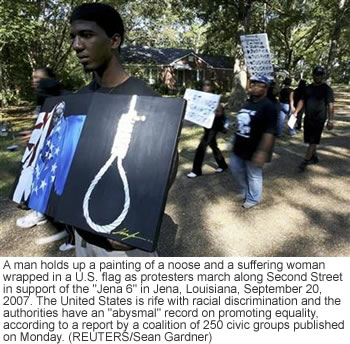 A man holds up a painting of a noose and a suffering woman
wrapped in a U.S. flag as protesters march along Second Street
in support of the "Jena 6" in Jena, Louisiana, September 20,
2007. The United States is rife with racial discrimination and the
authorities have an "abysmal" record on promoting equality,
according to a report by a coalition of 250 civic groups published
on Monday. (REUTERS/Sean Gardner)